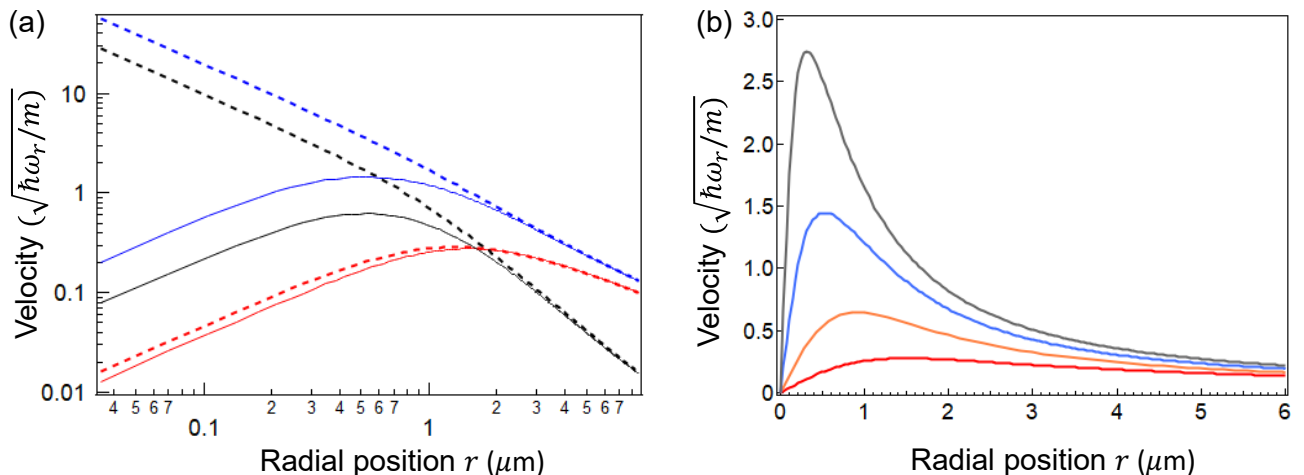 (a)
Velocity (√ħω_r/m)
10
1
0.1
0.01
4 5 6 7 2 3 4 5 6 7 2 3 4 5 6 7
0.1 1
Radial position r (μm)
(b)
Velocity (√ħω_r/m)
3.0
2.5
2.0
1.5
1.0
0.5
0
0 1 2 3 4 5 6
Radial position r (μm)